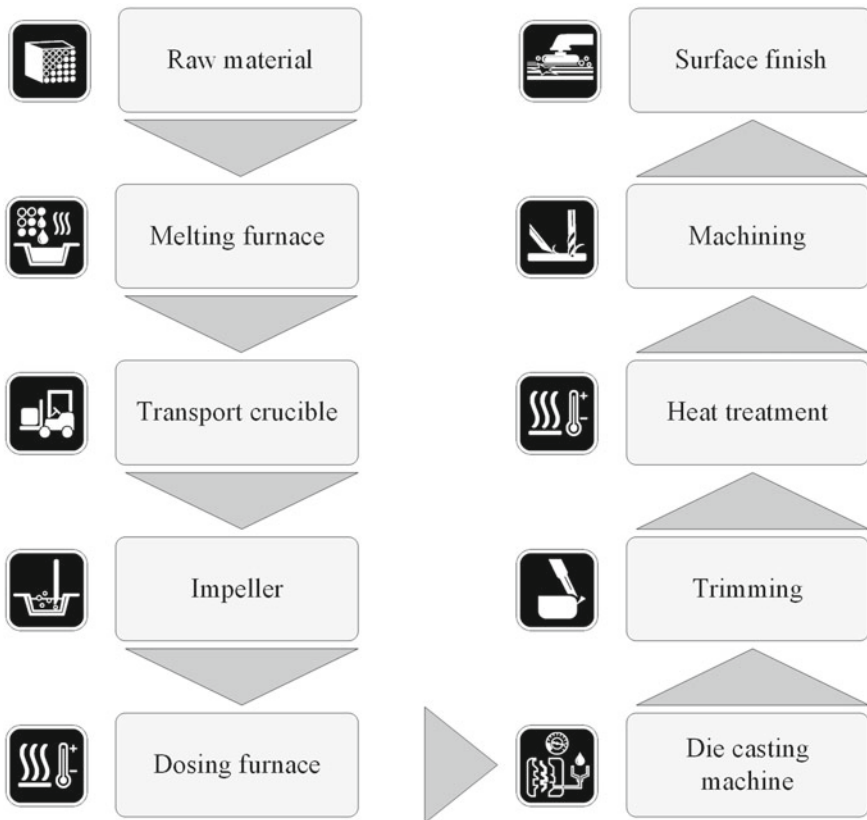 Raw material
Melting furnace
Transport crucible
Impeller
Dosing furnace
Die casting
machine
Trimming
Heat treatment
Machining
Surface finish